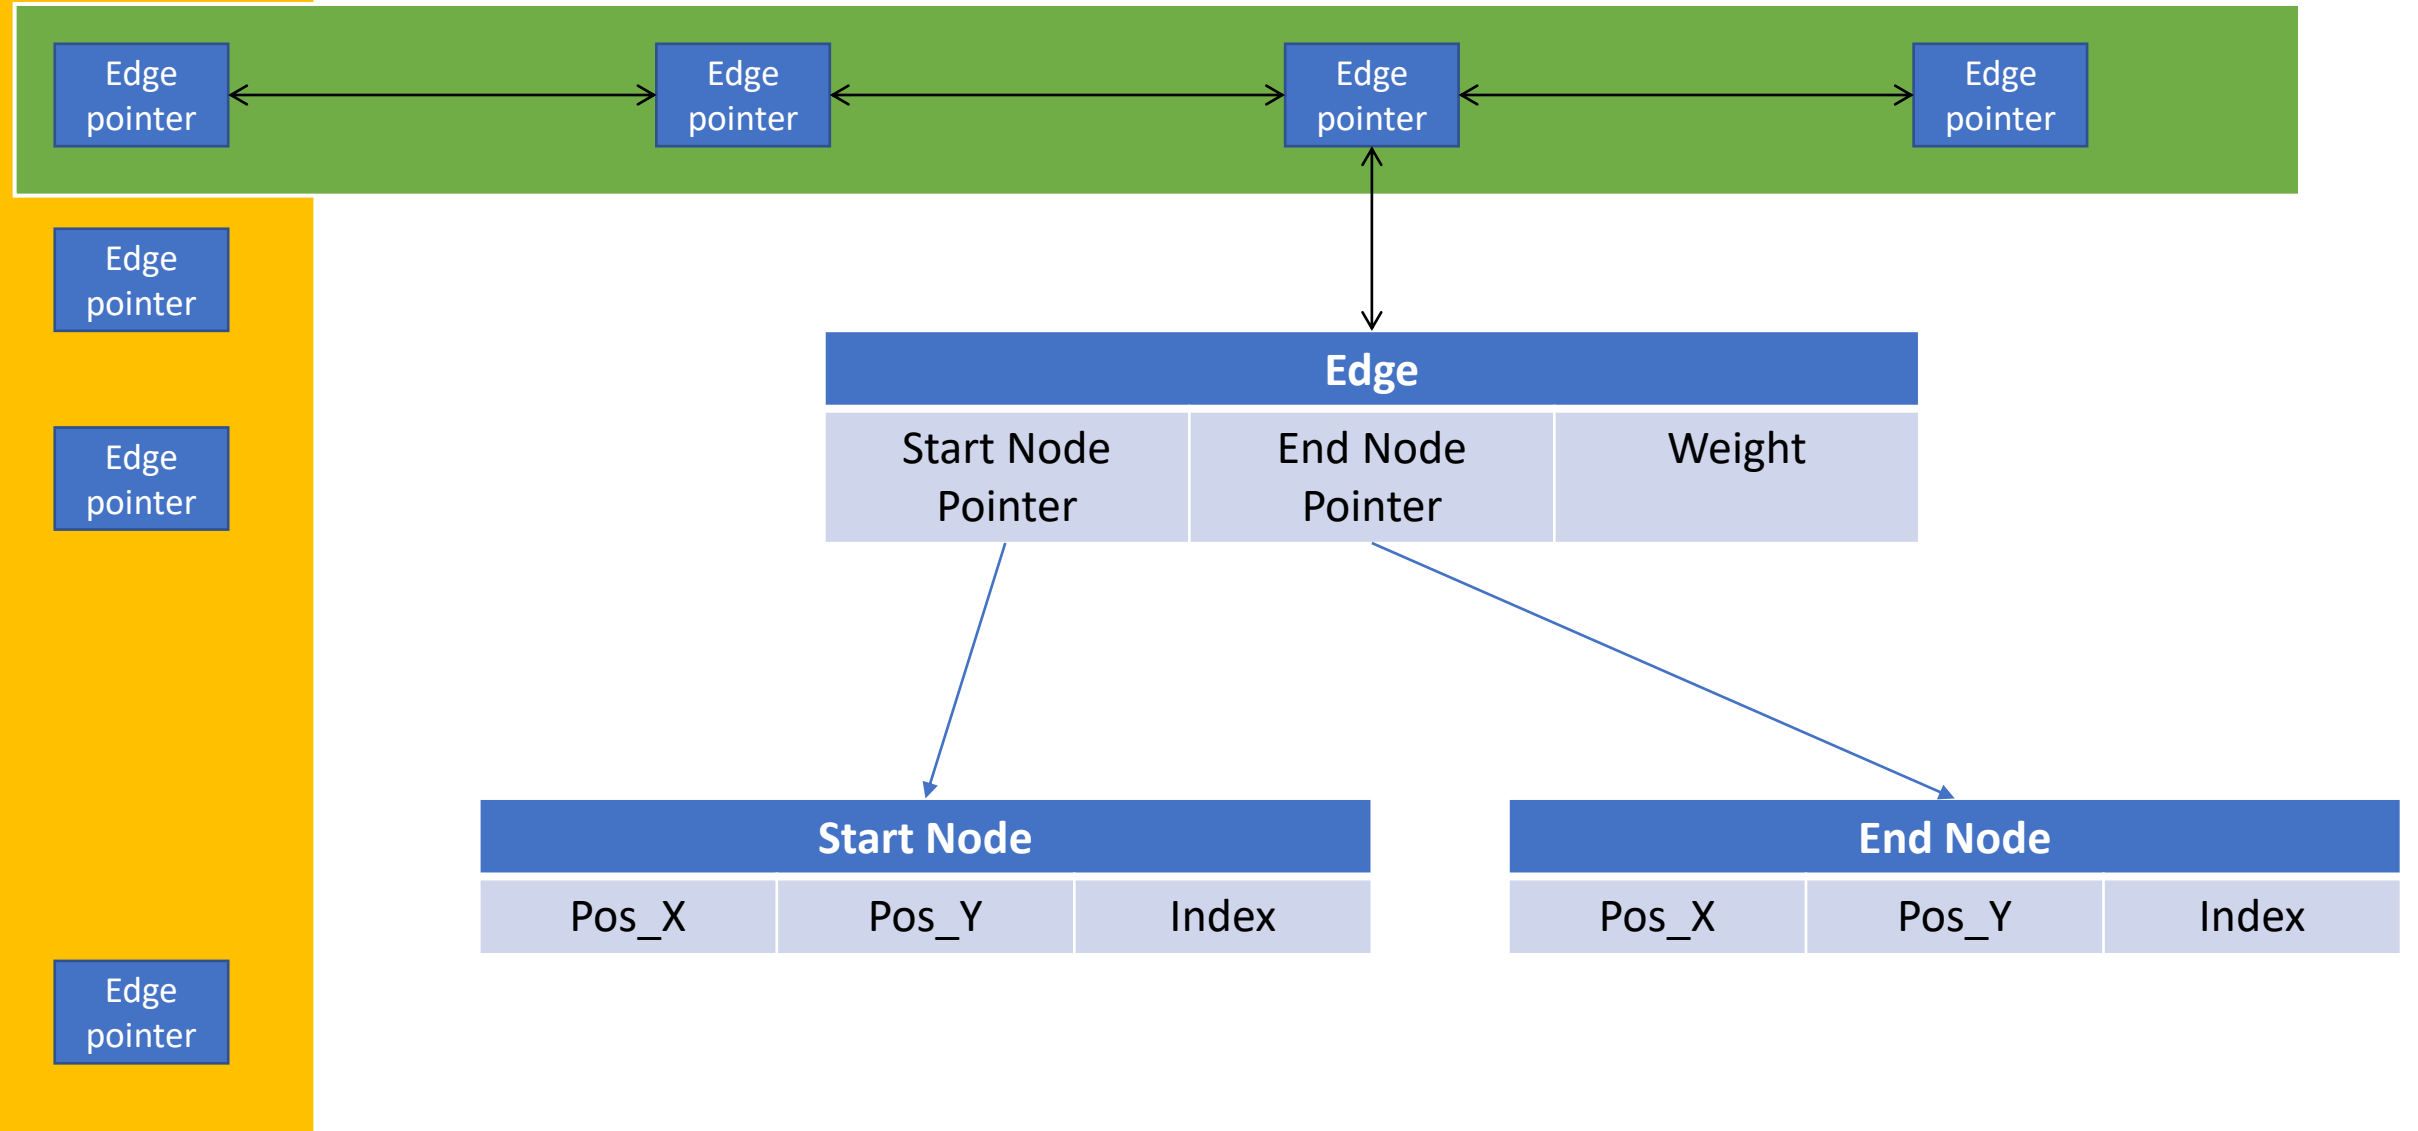 Edge
pointer
Edge
pointer
Edge
pointer
Edge
pointer
Edge
pointer
Edge
Edge
pointer
Start Node
Pointer
End Node
Pointer
Weight
Start Node
End Node
Pos_X
Pos_Y
Index
Pos_X
Pos_Y
Index
Edge
pointer